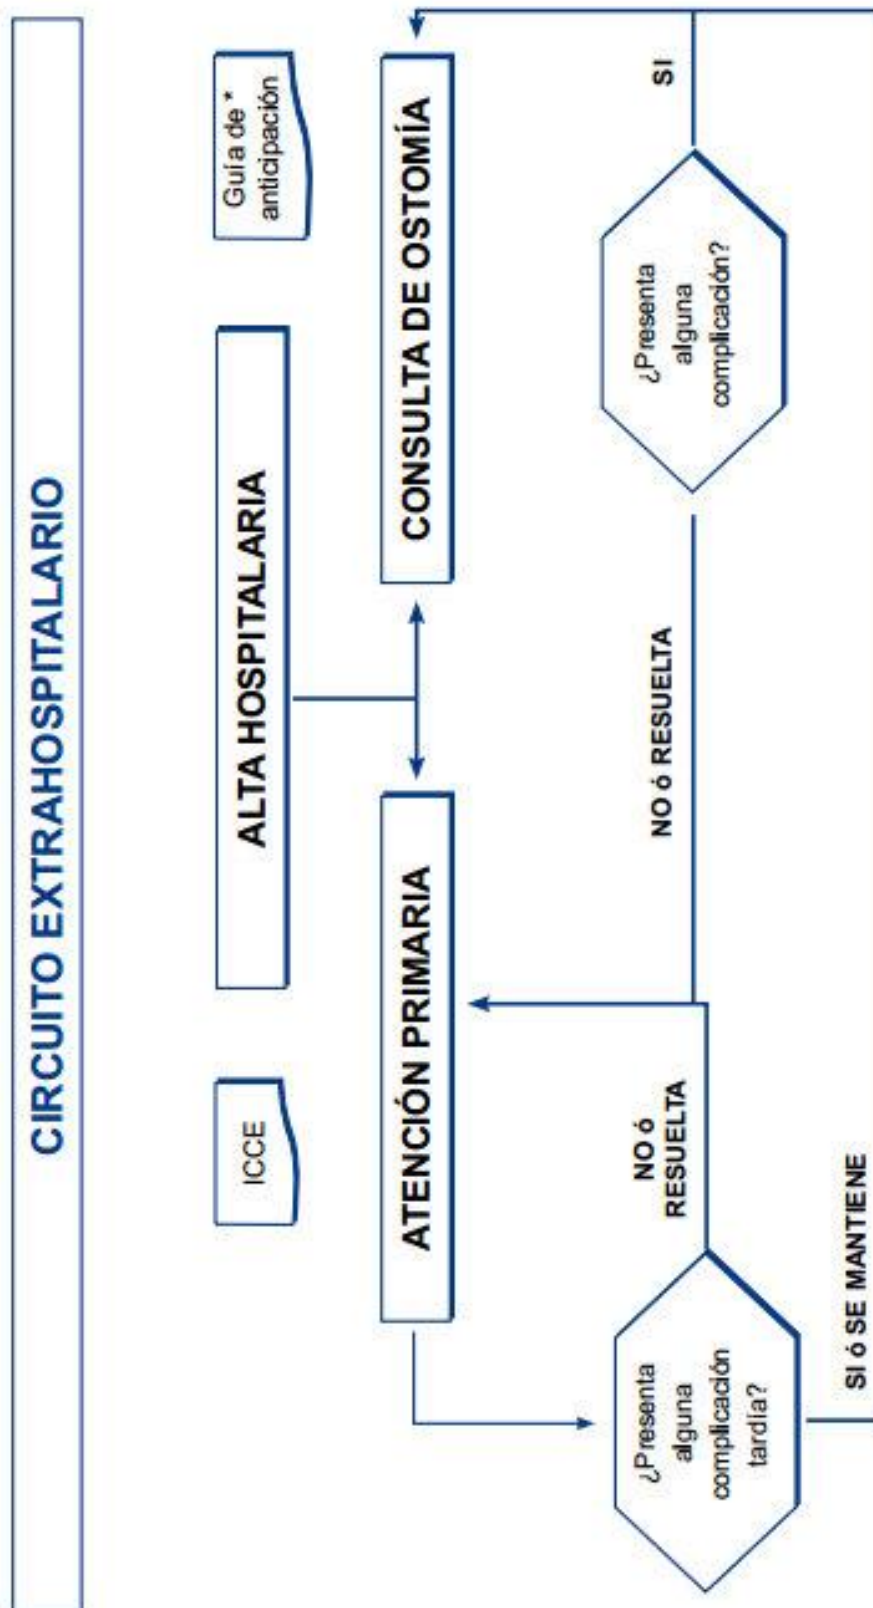 CIRCUITO EXTRAHOSPITALARIO
ICCE
ALTA HOSPITALARIA
Guía de *
anticipación
ATENCIÓN PRIMARIA
CONSULTA DE OSTOMÍA
¿Presenta
alguna
complicación
tardía?
NO ó
RESUELTA
NO ó RESUELTA
¿Presenta
alguna
complicación?
SI
SI ó SE MANTIENE